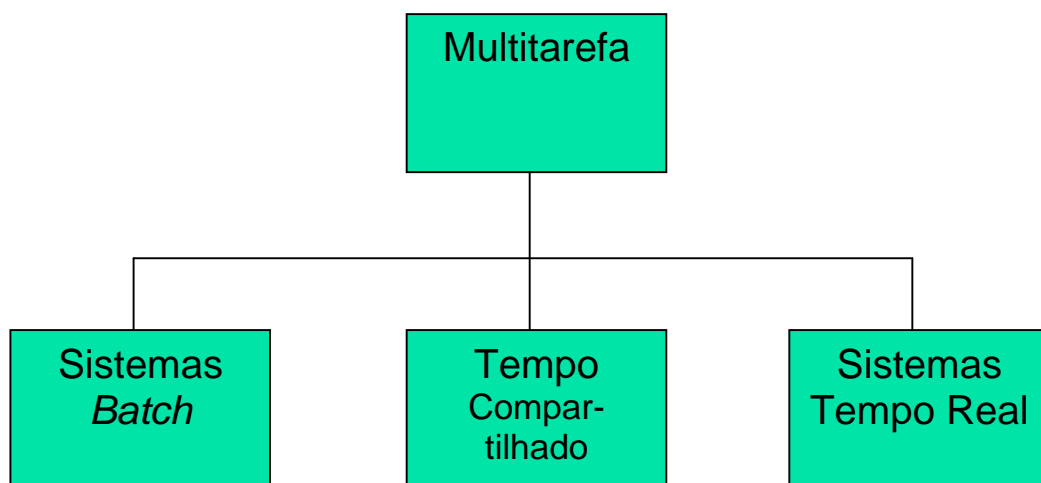 Multitarefa
Sistemas
Batch
Tempo
Compar-
tilhado
Sistemas
Tempo Real